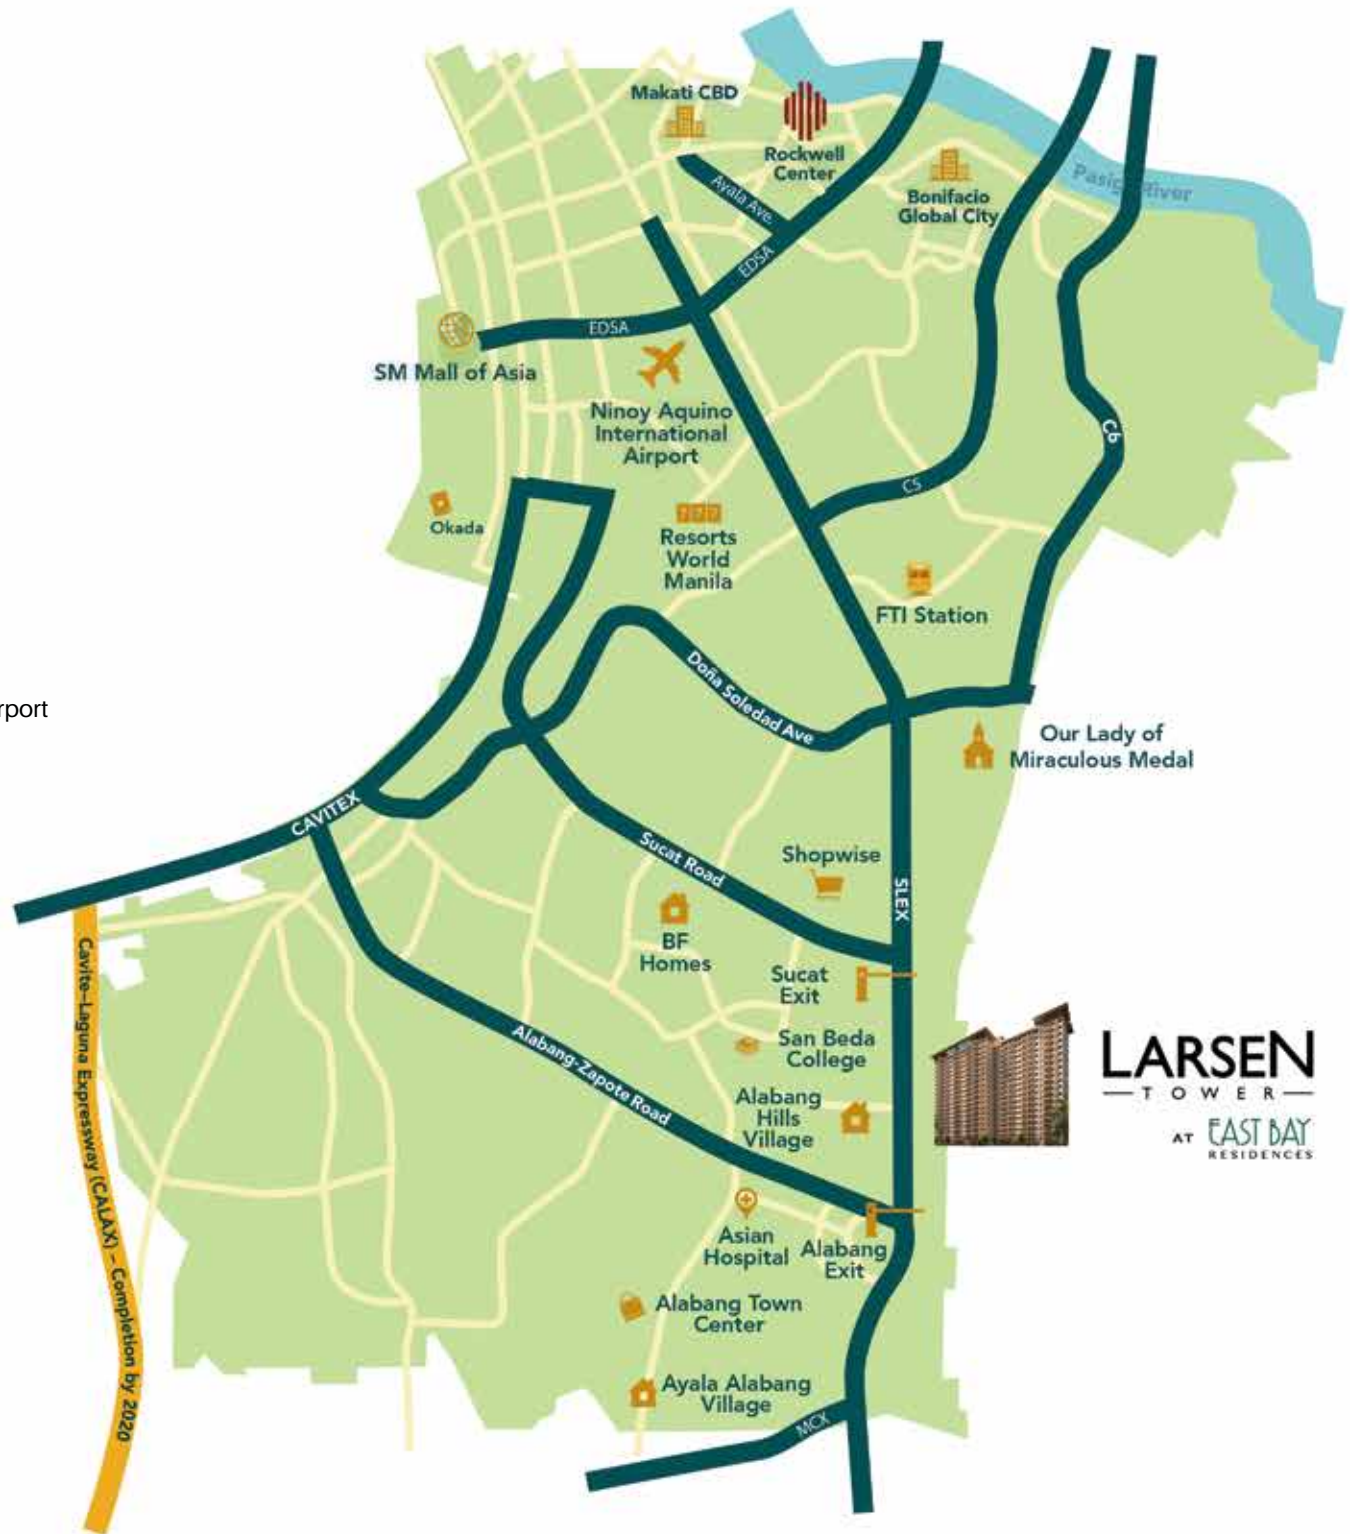 Makati CBD
Rockwell
Center
Ayala Ave.
Bonifacio
Global City
Pasig River
EDSA
EDSA
SM Mall of Asia
Ninoy Aquino
International
Airport
C6
C5
Okada
Resorts
World
Manila
FTI Station
Doña Soledad Ave
rport
Our Lady of
Miraculous Medal
CAVITEX
Sucat Road
Shopwise
SLEX
BF
Homes
Sucat
Exit
San Beda
College
Alabang-Zapote Road
Alabang
Hills
Village
LARSEN
TOWER
AT EAST BAY
RESIDENCES
Cavite-Laguna Expressway (CALAX) - Completion by 2020
Asian
Hospital
Alabang
Exit
Alabang Town
Center
Ayala Alabang
Village
MCX